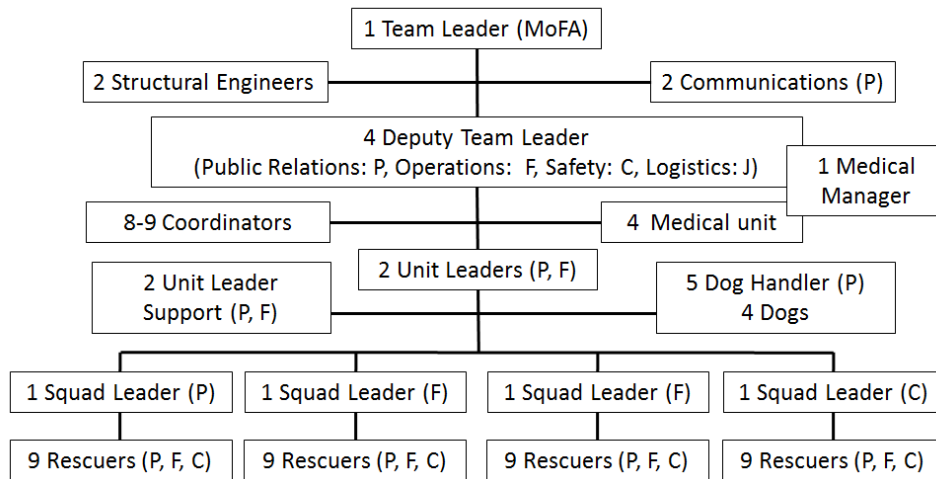 1 Team Leader (MoFA)
2 Structural Engineers
2 Communications (P)
4 Deputy Team Leader
(Public Relations: P, Operations:  F, Safety: C, Logistics: J)
1 Medical
Manager
8-9 Coordinators
4  Medical unit
2 Unit Leaders (P, F)
2 Unit Leader
Support (P, F)
5 Dog Handler (P)
4 Dogs
1 Squad Leader (P)
1 Squad Leader (F)
1 Squad Leader (F)
1 Squad Leader (C)
9 Rescuers (P, F, C)
9 Rescuers (P, F, C)
9 Rescuers (P, F, C)
9 Rescuers (P, F, C)